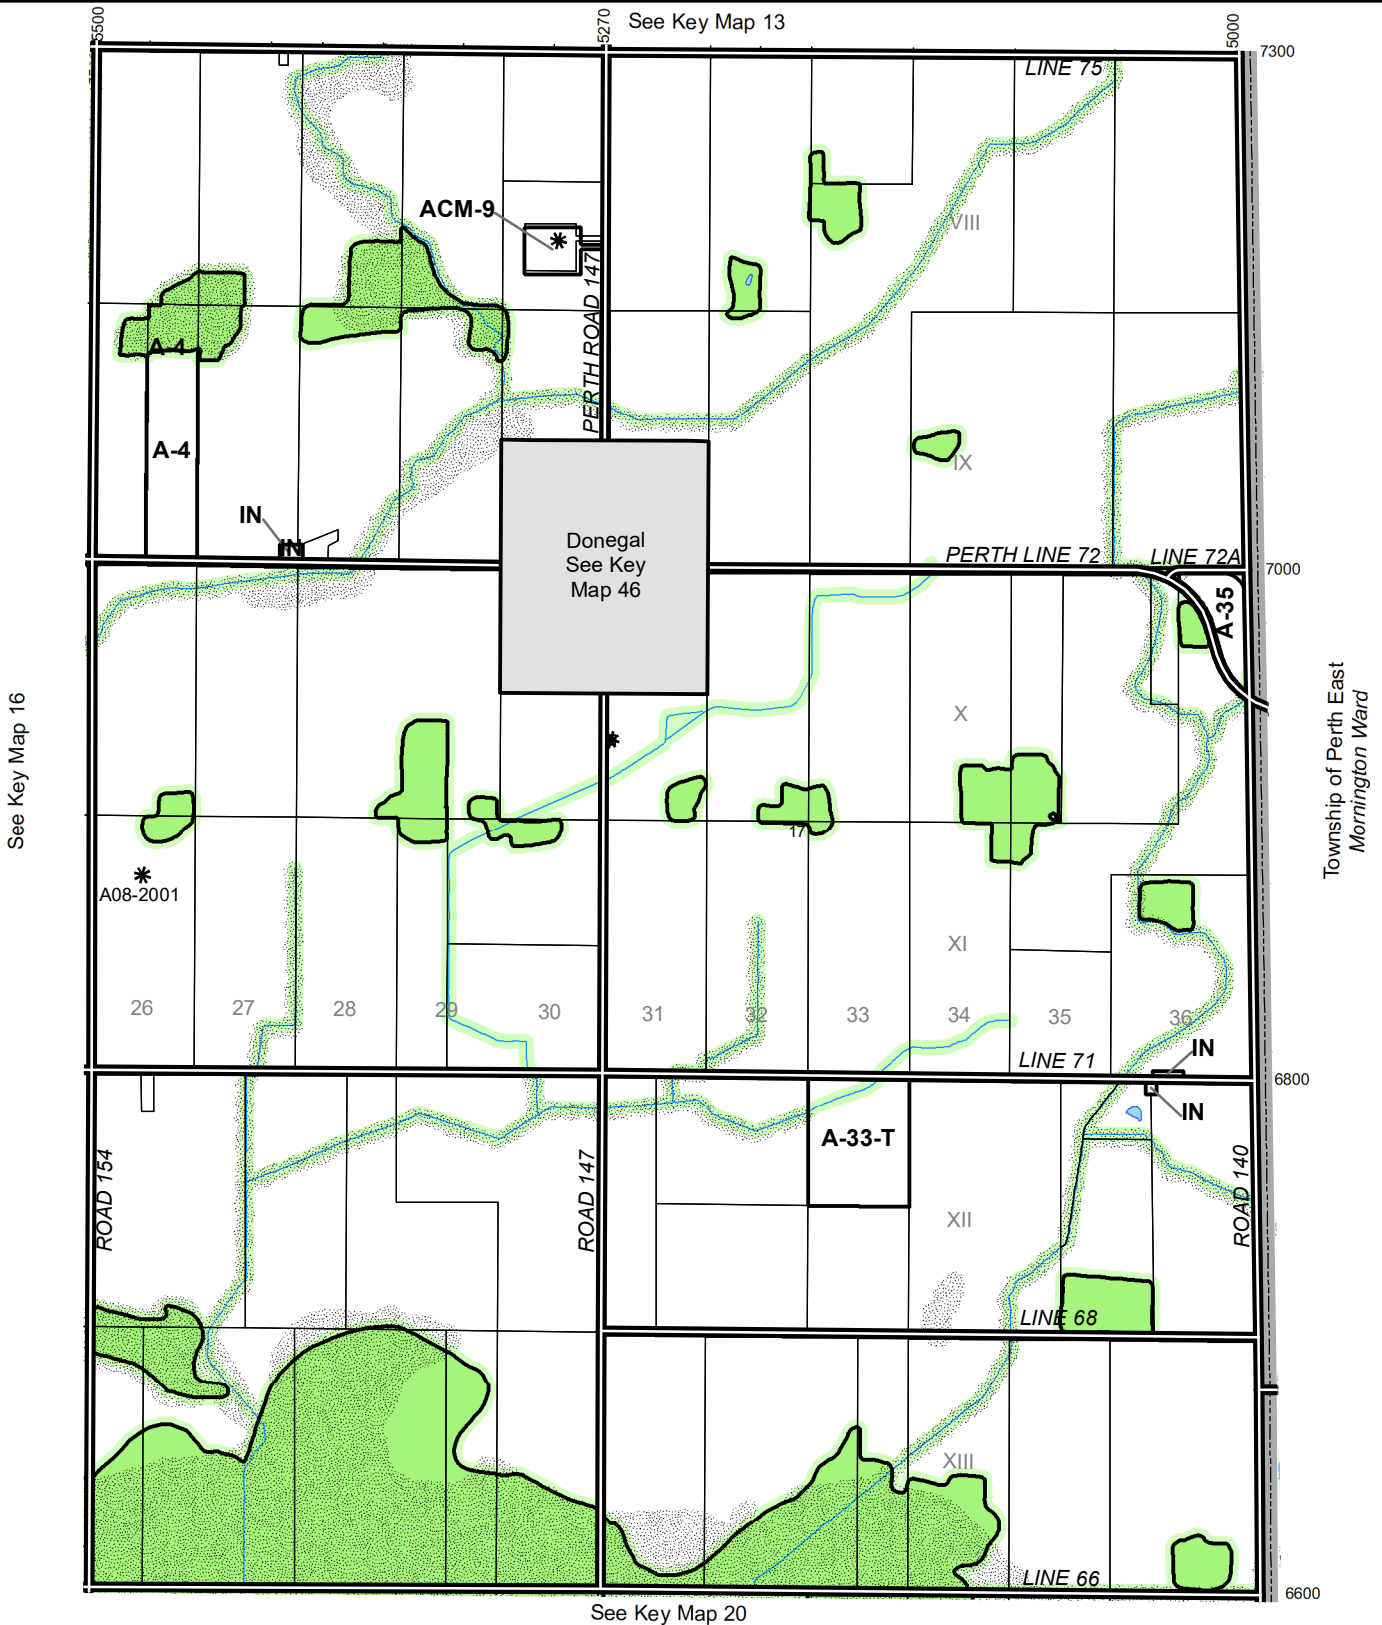 5500
5270
See Key Map 13
5000
7300
LINE 75
ACM-9
VIII
PERTH ROAD 147
A-4
A-4
IX
IN
IN
Donegal
See Key
Map 46
PERTH LINE 72
LINE 72A
7000
A-35
See Key Map 16
X
Township of Perth East
Mornington Ward
17
A08-2001
XI
26
27
28
29
30
31
32
33
34
35
36
LINE 71
IN
6800
IN
A-33-T
ROAD 154
ROAD 147
ROAD 140
XII
LINE 68
XIII
LINE 66
6600
See Key Map 20